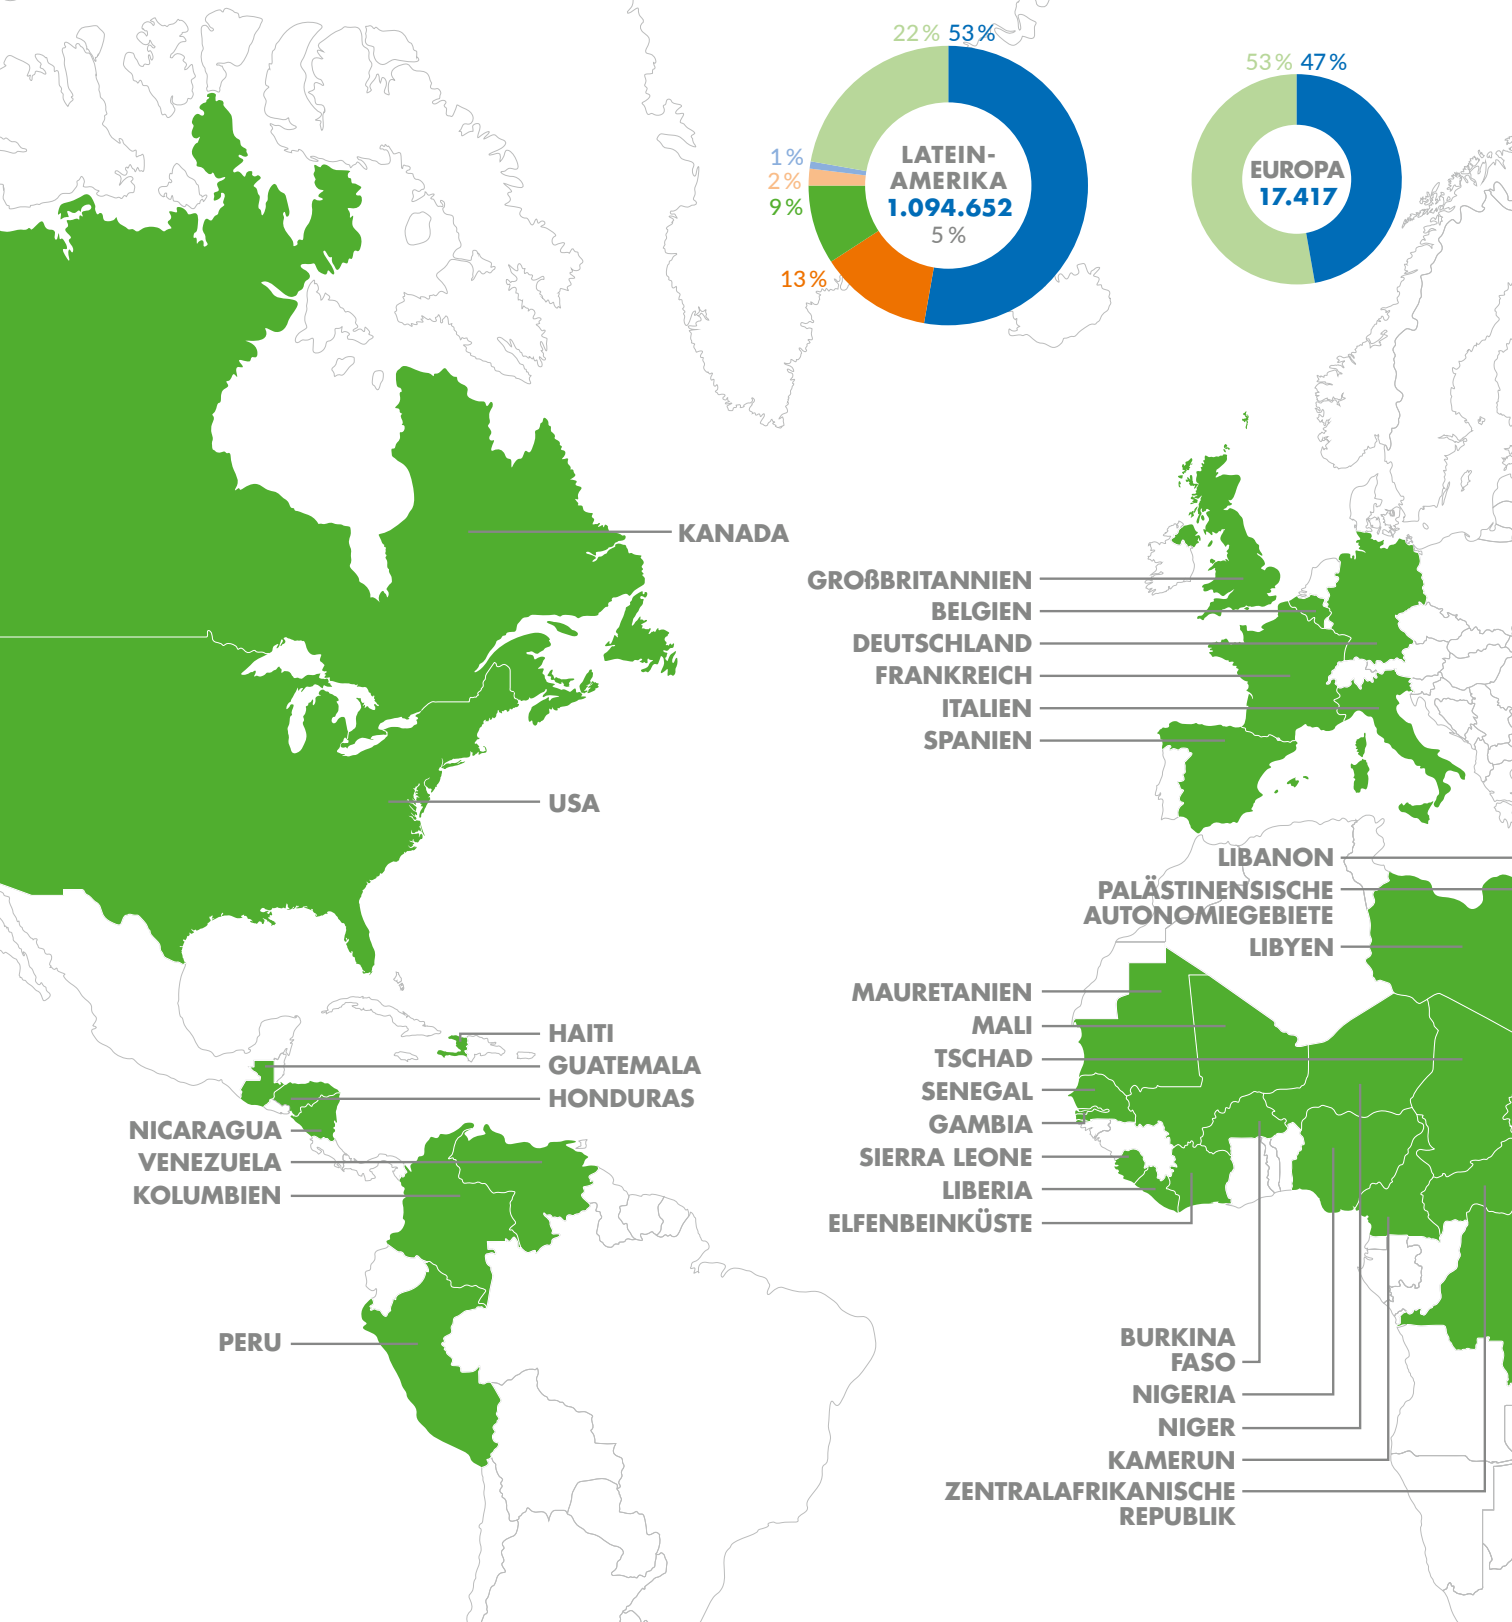 22 % 53 %
1 %
2 %
9 %
13 %
LATEIN-
AMERIKA
1.094.652
5 %
53 % 47 %
EUROPA
17.417
KANADA
USA
HAITI
GUATEMALA
HONDURAS
NICARAGUA
VENEZUELA
KOLUMBIEN
PERU
GROßBRITANNIEN
BELGIEN
DEUTSCHLAND
FRANKREICH
ITALIEN
SPANIEN
LIBANON
PALÄSTINENSISCHE
AUTONOMIEGEBIETE
LIBYEN
MAURETANIEN
MALI
TSCHAD
SENEGAL
GAMBIA
SIERRA LEONE
LIBERIA
ELFENBEINKÜSTE
BURKINA
FASO
NIGERIA
NIGER
KAMERUN
ZENTRALAFRIKANISCHE
REPUBLIK